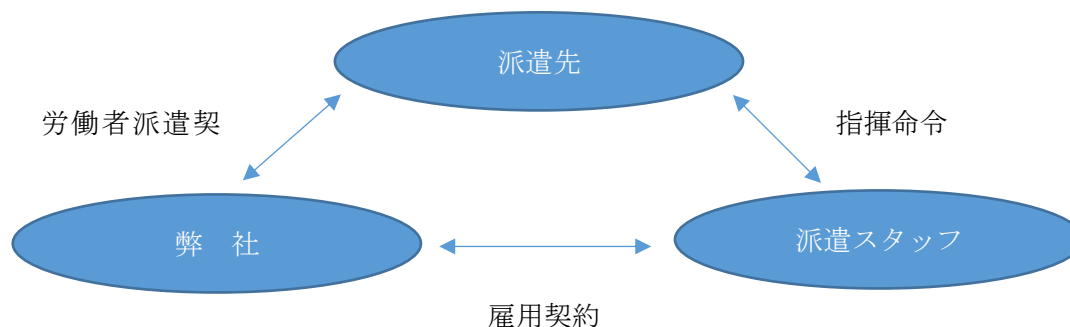 派遣先
労働者派遣契
指揮命令
弊　社
派遣スタッフ
雇用契約